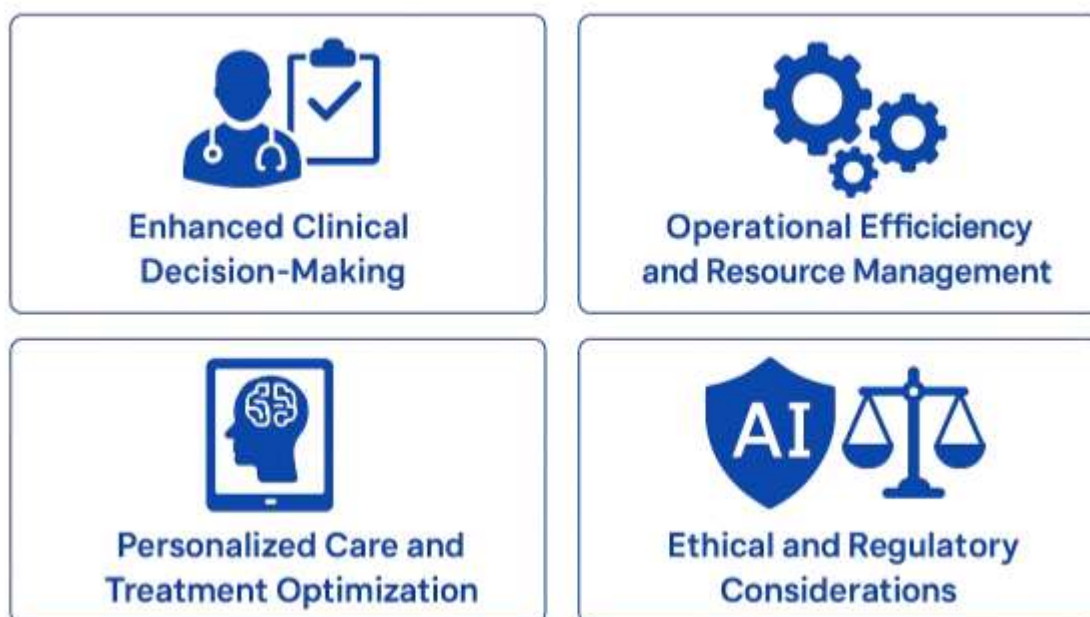 Enhanced Clinical
Decision-Making
Operational Efficiciency
and Resource Management
Personalized Care and
Treatment Optimization
AI
Ethical and Regulatory
Considerations